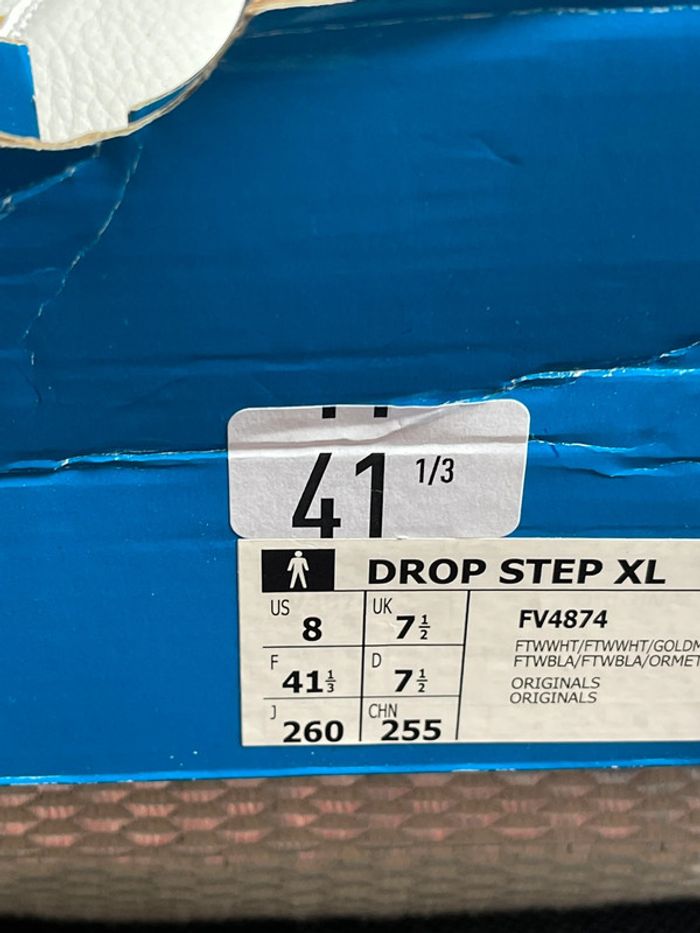 41 1/3
DROP STEP XL
US 8 UK 7½
F 41⅓ D 7½
J 260 CHN 255
FV4874
FTWWHT/FTWWHT/GOLDM
FTWBLA/FTWBLA/ORMET
ORIGINALS
ORIGINALS